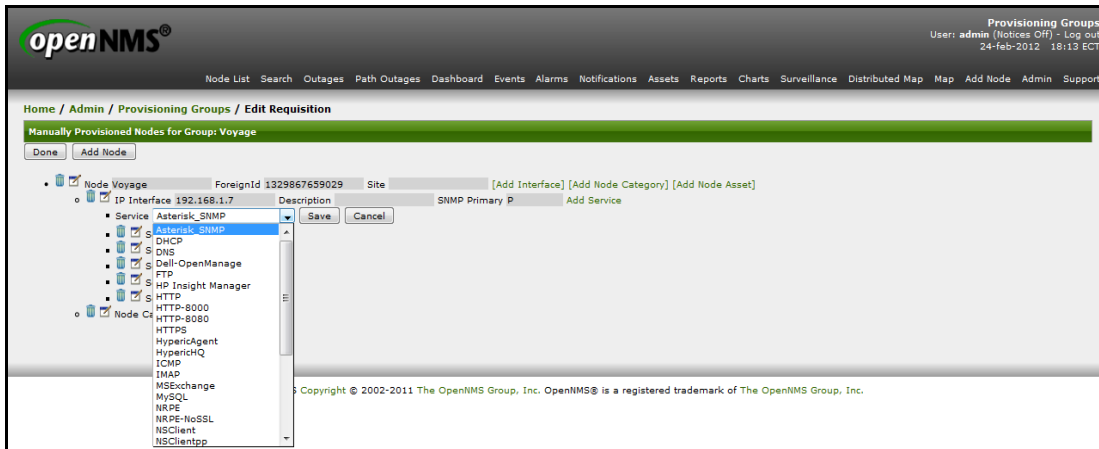 openNMS®
Provisioning Groups
User: admin (Notices Off) - Log out
24-feb-2012 18:13 ECT
Node List Search Outages Path Outages Dashboard Events Alarms Notifications Assets Reports Charts Surveillance Distributed Map Map Add Node Admin Support
Home / Admin / Provisioning Groups / Edit Requisition
Manually Provisioned Nodes for Group: Voyage
Done Add Node
Node Voyage ForeignId 1329867659029 Site [Add Interface] [Add Node Category] [Add Node Asset]
IP Interface 192.168.1.7 Description SNMP Primary P Add Service
Service Asterisk_SNMP Save Cancel
Asterisk_SNMP
S DHCP
S DNS
S Dell-OpenManage
S FTP
S HP Insight Manager
HTTP
HTTP-8000
Node Ca HTTP-8080
HTTPS
HypericAgent
HypericHQ
ICMP
IMAP
MSExchange
S Copyright © 2002-2011 The OpenNMS Group, Inc. OpenNMS® is a registered trademark of The OpenNMS Group, Inc.
MySQL
NRPE
NRPE-NoSSL
NSClient
NSClientpp